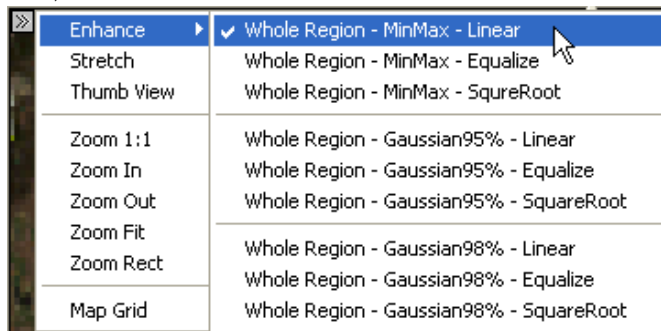 Enhance
Stretch
Thumb View
Zoom 1:1
Zoom In
Zoom Out
Zoom Fit
Zoom Rect
Map Grid
Whole Region - MinMax - Linear
Whole Region - MinMax - Equalize
Whole Region - MinMax - SqureRoot
Whole Region - Gaussian95% - Linear
Whole Region - Gaussian95% - Equalize
Whole Region - Gaussian95% - SquareRoot
Whole Region - Gaussian98% - Linear
Whole Region - Gaussian98% - Equalize
Whole Region - Gaussian98% - SquareRoot